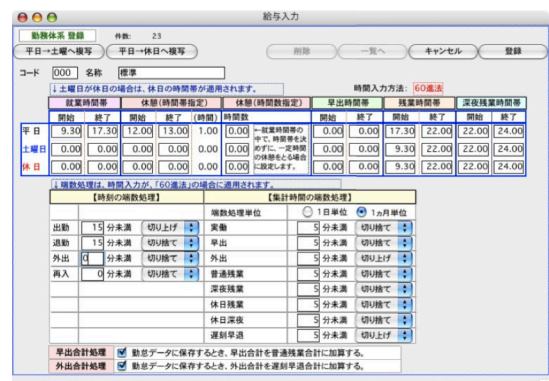 給与入力
勤務体系 登録 件数: 23
平日→土曜へ複写 平日→休日へ複写 削除 一覧へ キャンセル 登録
コード 000 名称 標準
↓土曜日が休日の場合は、休日の時間帯が適用されます。 時間入力方法: 60進法
就業時間帯 休憩(時間帯指定) 休憩(時間数指定) 早出時間帯 残業時間帯 深夜残業時間帯
開始 終了 開始 終了 (時間) 時間数 開始 終了 開始 終了 開始 終了
平 日 9.30 17.30 12.00 13.00 1.00 0.00 0.00 0.00 17.30 22.00 22.00 24.00
土曜日 0.00 0.00 0.00 0.00 0.00 0.00 0.00 0.00 9.30 22.00 22.00 24.00
休 日 0.00 0.00 0.00 0.00 0.00 0.00 0.00 0.00 9.30 22.00 22.00 24.00
←就業時間帯の
中で、時間帯を決
めずに、一定時間
の休憩をとる場合
に設定します。
↓端数処理は、時間入力が、「60進法」の場合に適用されます。
【時刻の端数処理】 【集計時間の端数処理】
端数処理単位 1日単位 1ヵ月単位
出勤 15 分未満 切り上げ 実働 5 分未満 切り捨て
退勤 15 分未満 切り捨て 早出 5 分未満 切り捨て
外出 0 分未満 切り捨て 外出 5 分未満 切り上げ
再入 0 分未満 切り捨て 普通残業 5 分未満 切り捨て
深夜残業 5 分未満 切り捨て
休日残業 5 分未満 切り捨て
休日深夜 5 分未満 切り捨て
遅刻早退 5 分未満 切り上げ
早出合計処理 勤怠データに保存するとき、早出合計を普通残業合計に加算する。
外出合計処理 勤怠データに保存するとき、外出合計を遅刻早退合計に加算する。